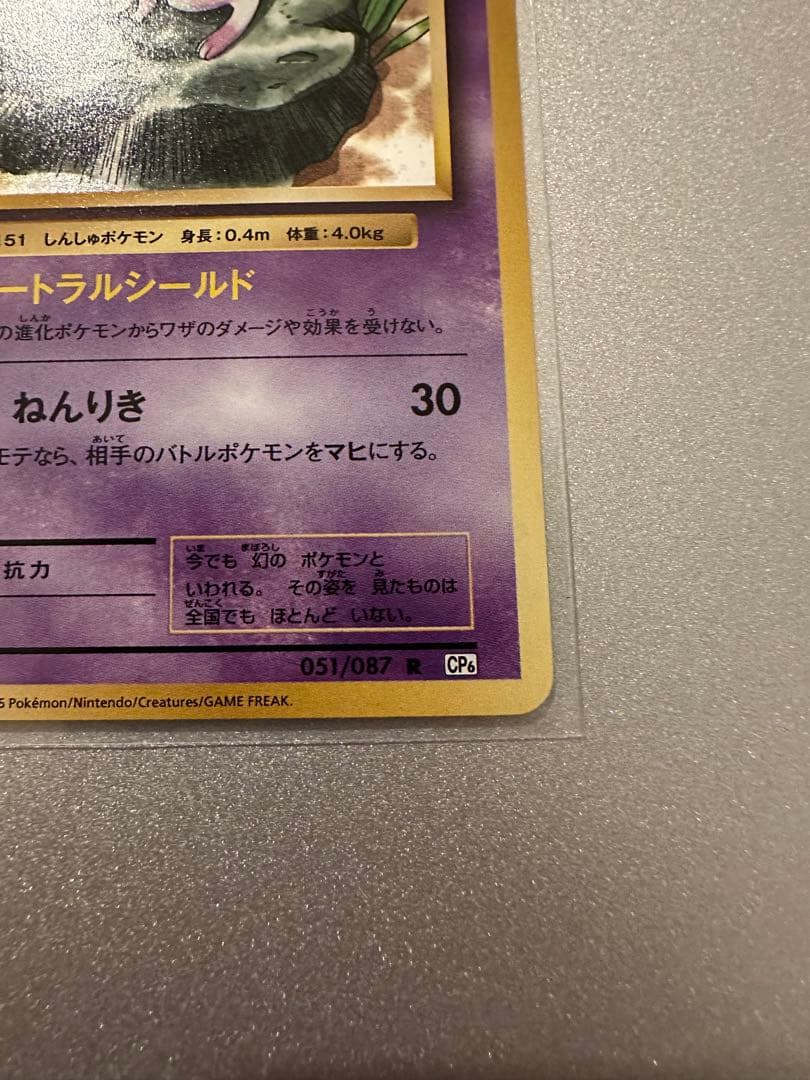 151 しんしゅポケモン 身長:0.4m 体重:4.0kg
ートラルシールド
の進化ポケモンからワザのダメージや効果を受けない。
ねんりき 30
モテなら、相手のバトルポケモンをマヒにする。
抗力
今でも 幻の ポケモンと
いわれる。 その姿を 見たものは
全国でも ほとんど いない。
051/087 R CP6
6 Pokémon/Nintendo/Creatures/GAME FREAK.